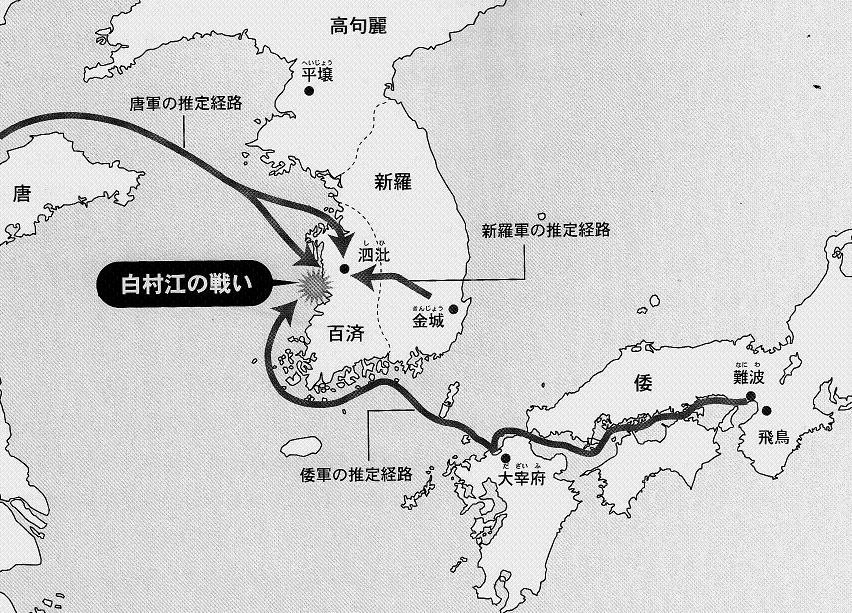 高句麗
へいじょう
平壌
唐軍の推定経路
唐
新羅
新羅軍の推定経路
しひ
泗沘
白村江の戦い
きんじょう
金城
百済
倭
なにわ
難波
飛鳥
倭軍の推定経路
だざいふ
大宰府